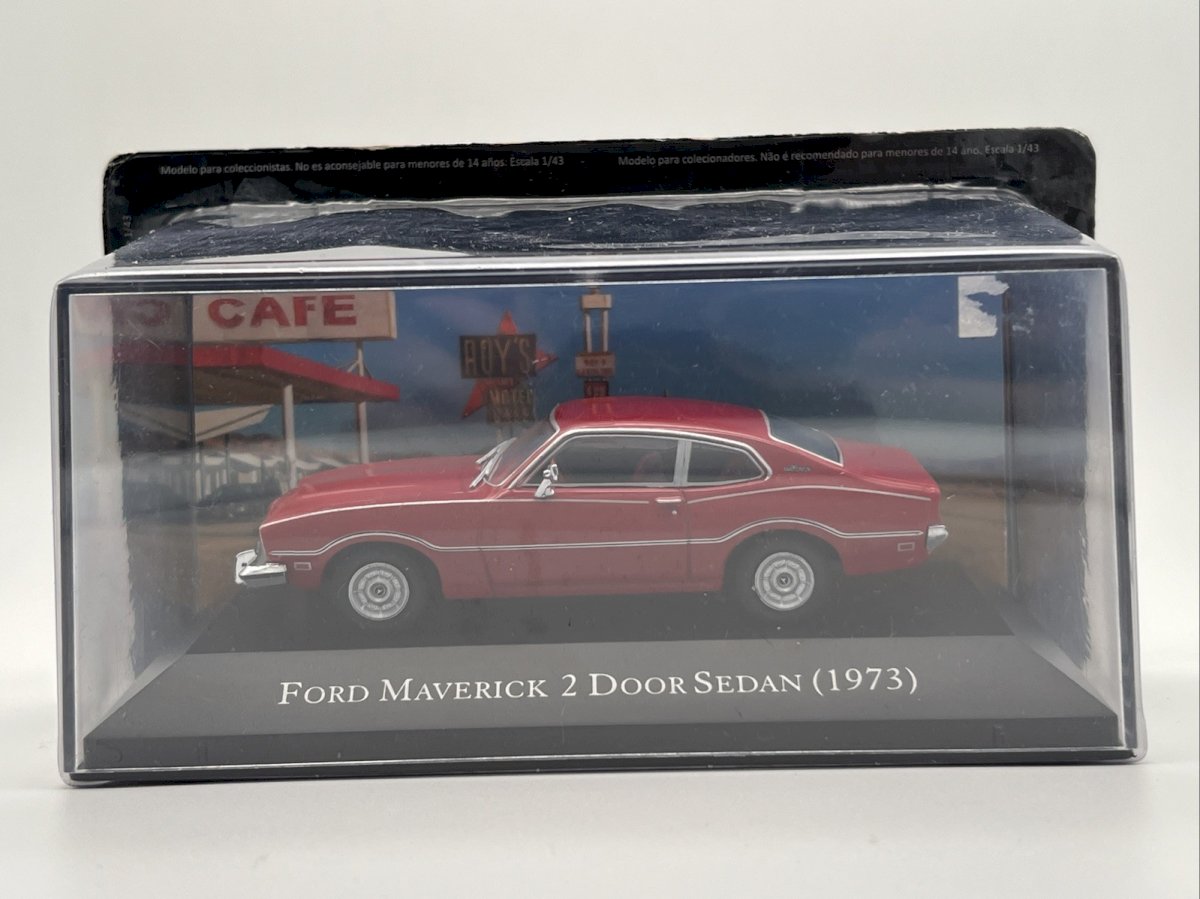 Modelo para coleccionistas. No es aconsejable para menores de 14 años. Escala 1/43
Modelo para colecionadores. Não é recomendado para menores de 14 ano. Escala 1/43
CAFE
ROY'S
MOTEL
FORD MAVERICK 2 DOOR SEDAN (1973)